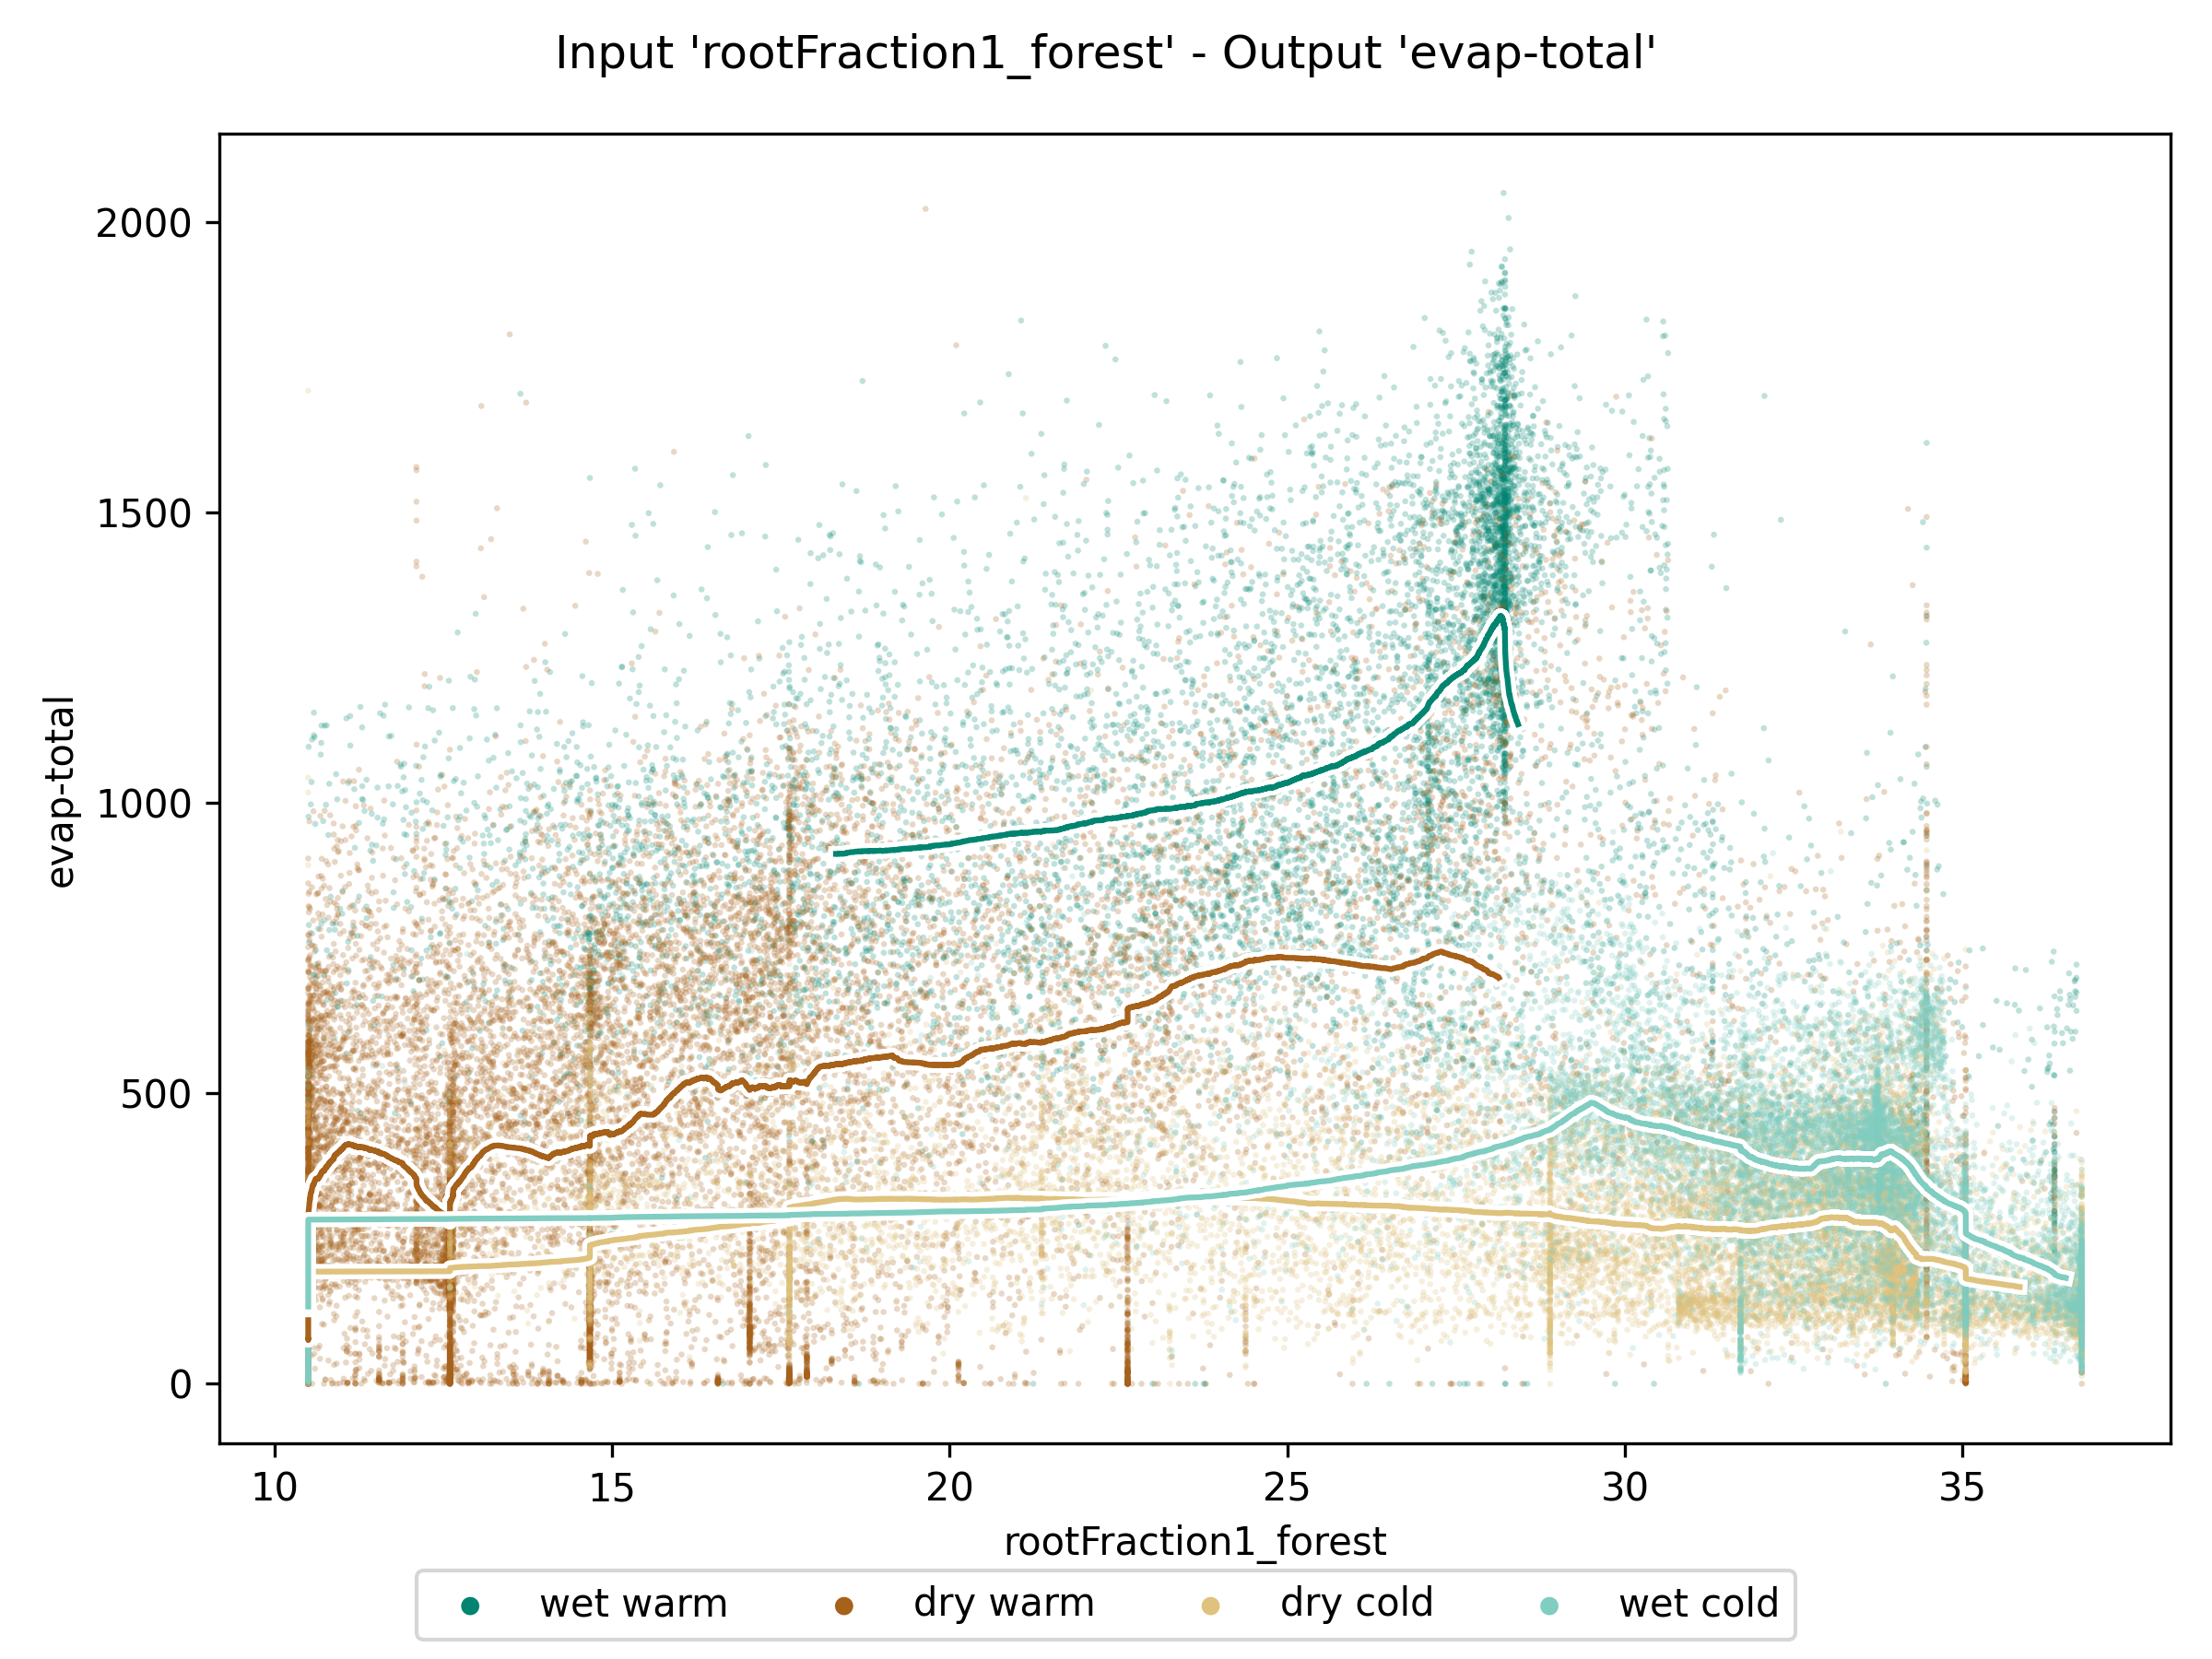 Input 'rootFraction1_forest' - Output 'evap-total'
2000
1500
1000
500
0
evap-total
10 15 20 25 30 35
rootFraction1_forest
wet warm dry warm dry cold wet cold